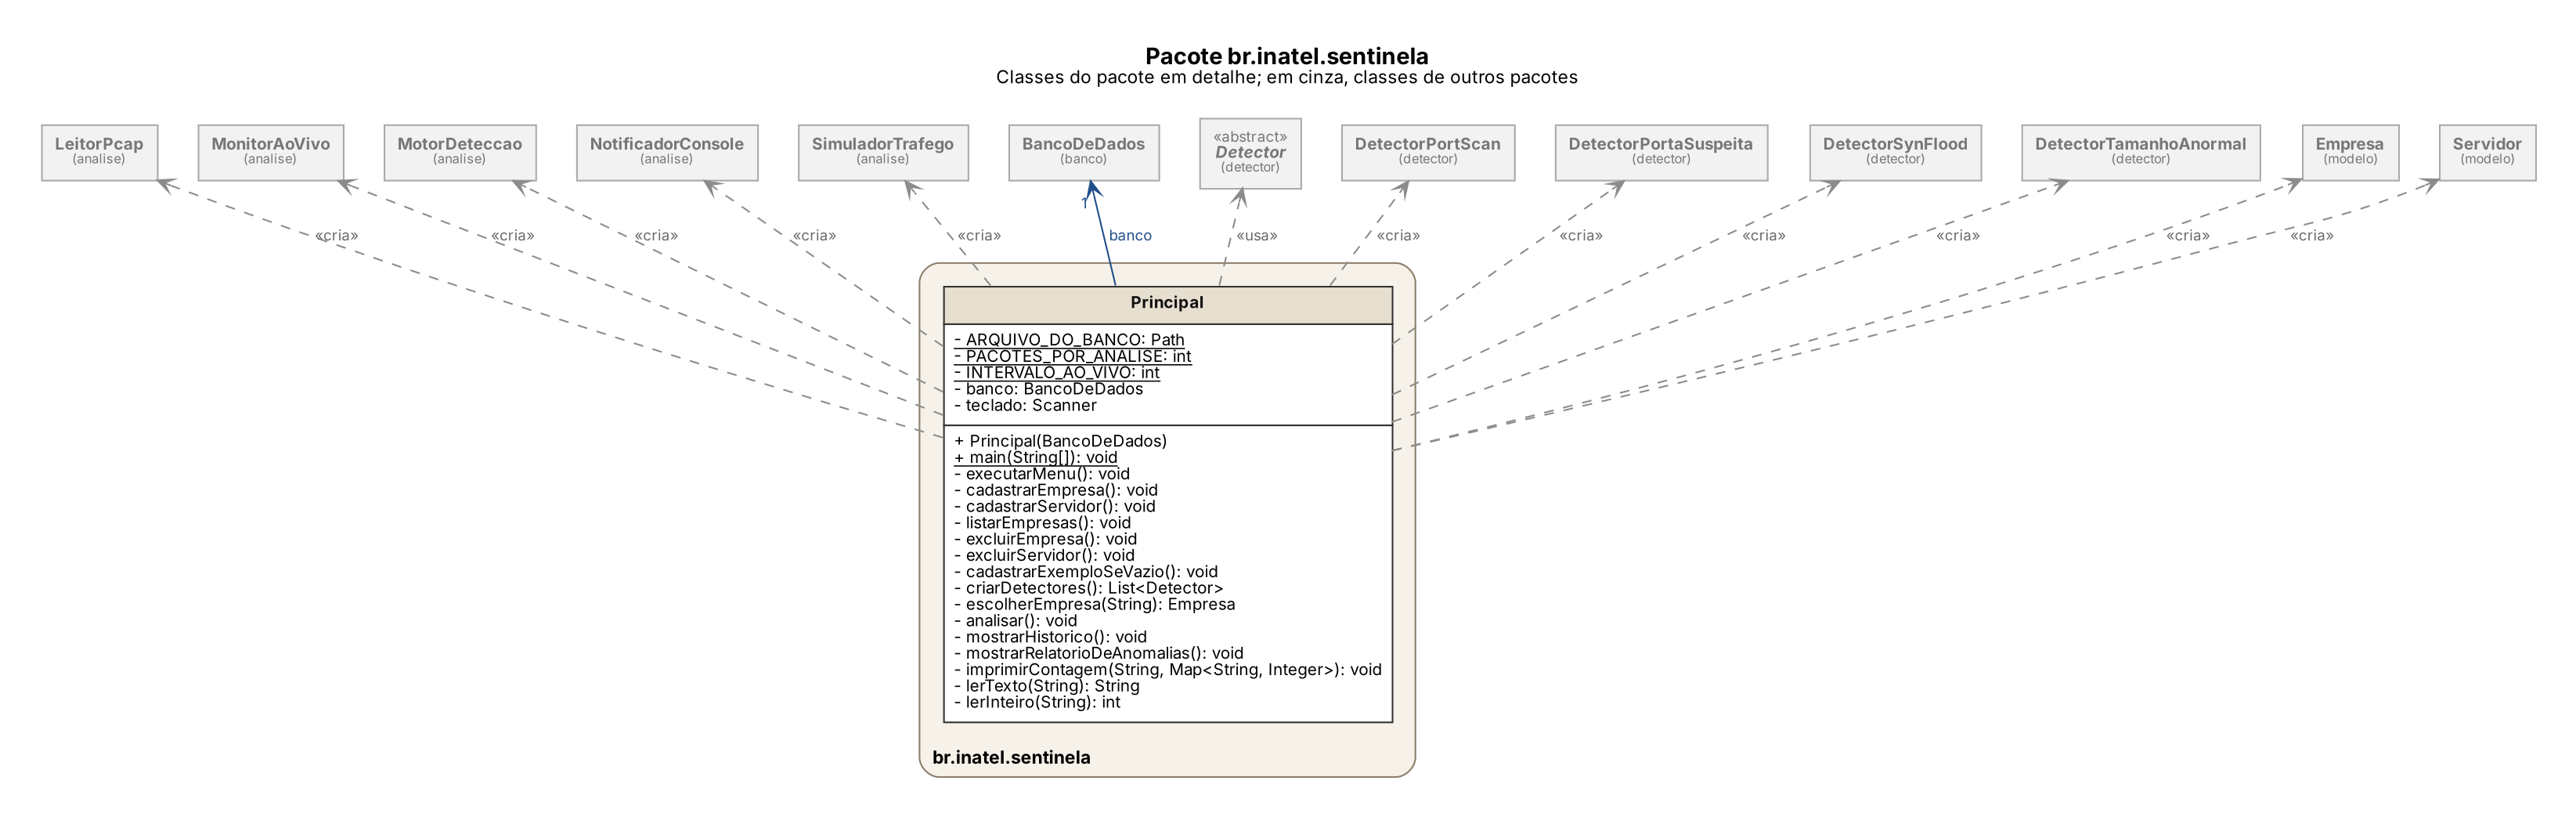 Pacote br.inatel.sentinela
Classes do pacote em detalhe; em cinza, classes de outros pacotes
LeitorPcap
(analise)
MonitorAoVivo
(analise)
MotorDeteccao
(analise)
NotificadorConsole
(analise)
SimuladorTrafego
(analise)
BancoDeDados
(banco)
«abstract»
Detector
(detector)
DetectorPortScan
(detector)
DetectorPortaSuspeita
(detector)
DetectorSynFlood
(detector)
DetectorTamanhoAnormal
(detector)
Empresa
(modelo)
Servidor
(modelo)
1
«cria»
«cria»
«cria»
«cria»
«cria»
banco
«usa»
«cria»
«cria»
«cria»
«cria»
«cria»
«cria»
Principal
- ARQUIVO_DO_BANCO: Path
- PACOTES_POR_ANALISE: int
- INTERVALO_AO_VIVO: int
- banco: BancoDeDados
- teclado: Scanner
+ Principal(BancoDeDados)
+ main(String[]): void
- executarMenu(): void
- cadastrarEmpresa(): void
- cadastrarServidor(): void
- listarEmpresas(): void
- excluirEmpresa(): void
- excluirServidor(): void
- cadastrarExemploSeVazio(): void
- criarDetectores(): List<Detector>
- escolherEmpresa(String): Empresa
- analisar(): void
- mostrarHistorico(): void
- mostrarRelatorioDeAnomalias(): void
- imprimirContagem(String, Map<String, Integer>): void
- lerTexto(String): String
- lerInteiro(String): int
br.inatel.sentinela